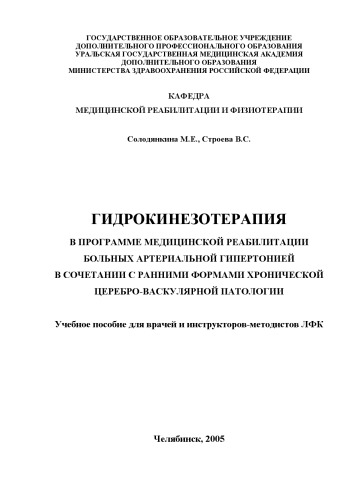 ГОСУДАРСТВЕННОЕ ОБРАЗОВАТЕЛЬНОЕ УЧРЕЖДЕНИЕ
ДОПОЛНИТЕЛЬНОГО ПРОФЕССИОНАЛЬНОГО ОБРАЗОВАНИЯ
УРАЛЬСКАЯ ГОСУДАРСТВЕННАЯ МЕДИЦИНСКАЯ АКАДЕМИЯ
ДОПОЛНИТЕЛЬНОГО ОБРАЗОВАНИЯ
МИНИСТЕРСТВА ЗДРАВООХРАНЕНИЯ РОССИЙСКОЙ ФЕДЕРАЦИИ
КАФЕДРА
МЕДИЦИНСКОЙ РЕАБИЛИТАЦИИ И ФИЗИОТЕРАПИИ
Солодянкина М.Е., Строева В.С.
ГИДРОКИНЕЗОТЕРАПИЯ
В ПРОГРАММЕ МЕДИЦИНСКОЙ РЕАБИЛИТАЦИИ
БОЛЬНЫХ АРТЕРИАЛЬНОЙ ГИПЕРТОНИЕЙ
В СОЧЕТАНИИ С РАННИМИ ФОРМАМИ ХРОНИЧЕСКОЙ
ЦЕРЕБРО-ВАСКУЛЯРНОЙ ПАТОЛОГИИ
Учебное пособие для врачей и инструкторов-методистов ЛФК
Челябинск, 2005